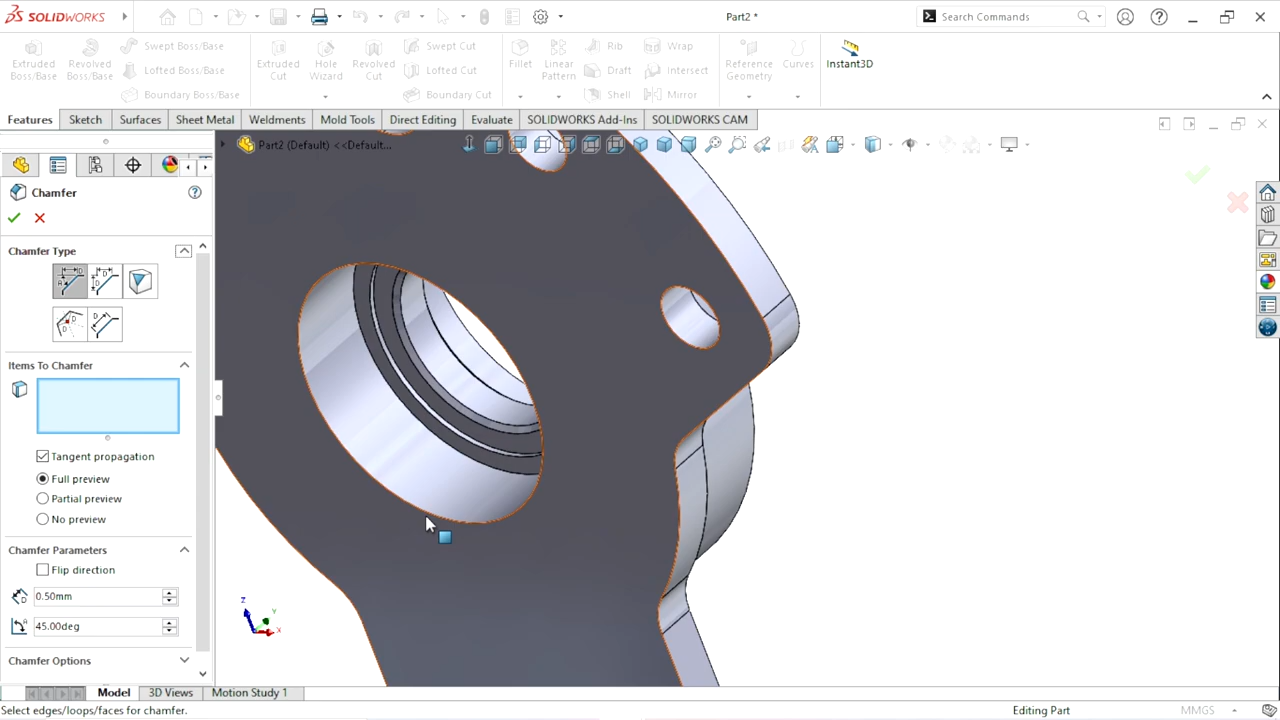 SOLIDWORKS
Part2 *
Search Commands
Extruded Boss/Base
Revolved Boss/Base
Swept Boss/Base
Lofted Boss/Base
Boundary Boss/Base
Extruded Cut
Hole Wizard
Revolved Cut
Swept Cut
Lofted Cut
Boundary Cut
Fillet
Linear Pattern
Rib
Draft
Shell
Wrap
Intersect
Mirror
Reference Geometry
Curves
Instant3D
Features
Sketch
Surfaces
Sheet Metal
Weldments
Mold Tools
Direct Editing
Evaluate
SOLIDWORKS Add-Ins
SOLIDWORKS CAM
Part2 (Default) <<Default...
Chamfer
Chamfer Type
Items To Chamfer
Tangent propagation
Full preview
Partial preview
No preview
Chamfer Parameters
Flip direction
0.50mm
45.00deg
Chamfer Options
Z
Y
X
Model
3D Views
Motion Study 1
Select edges/loops/faces for chamfer.
Editing Part
MMGS